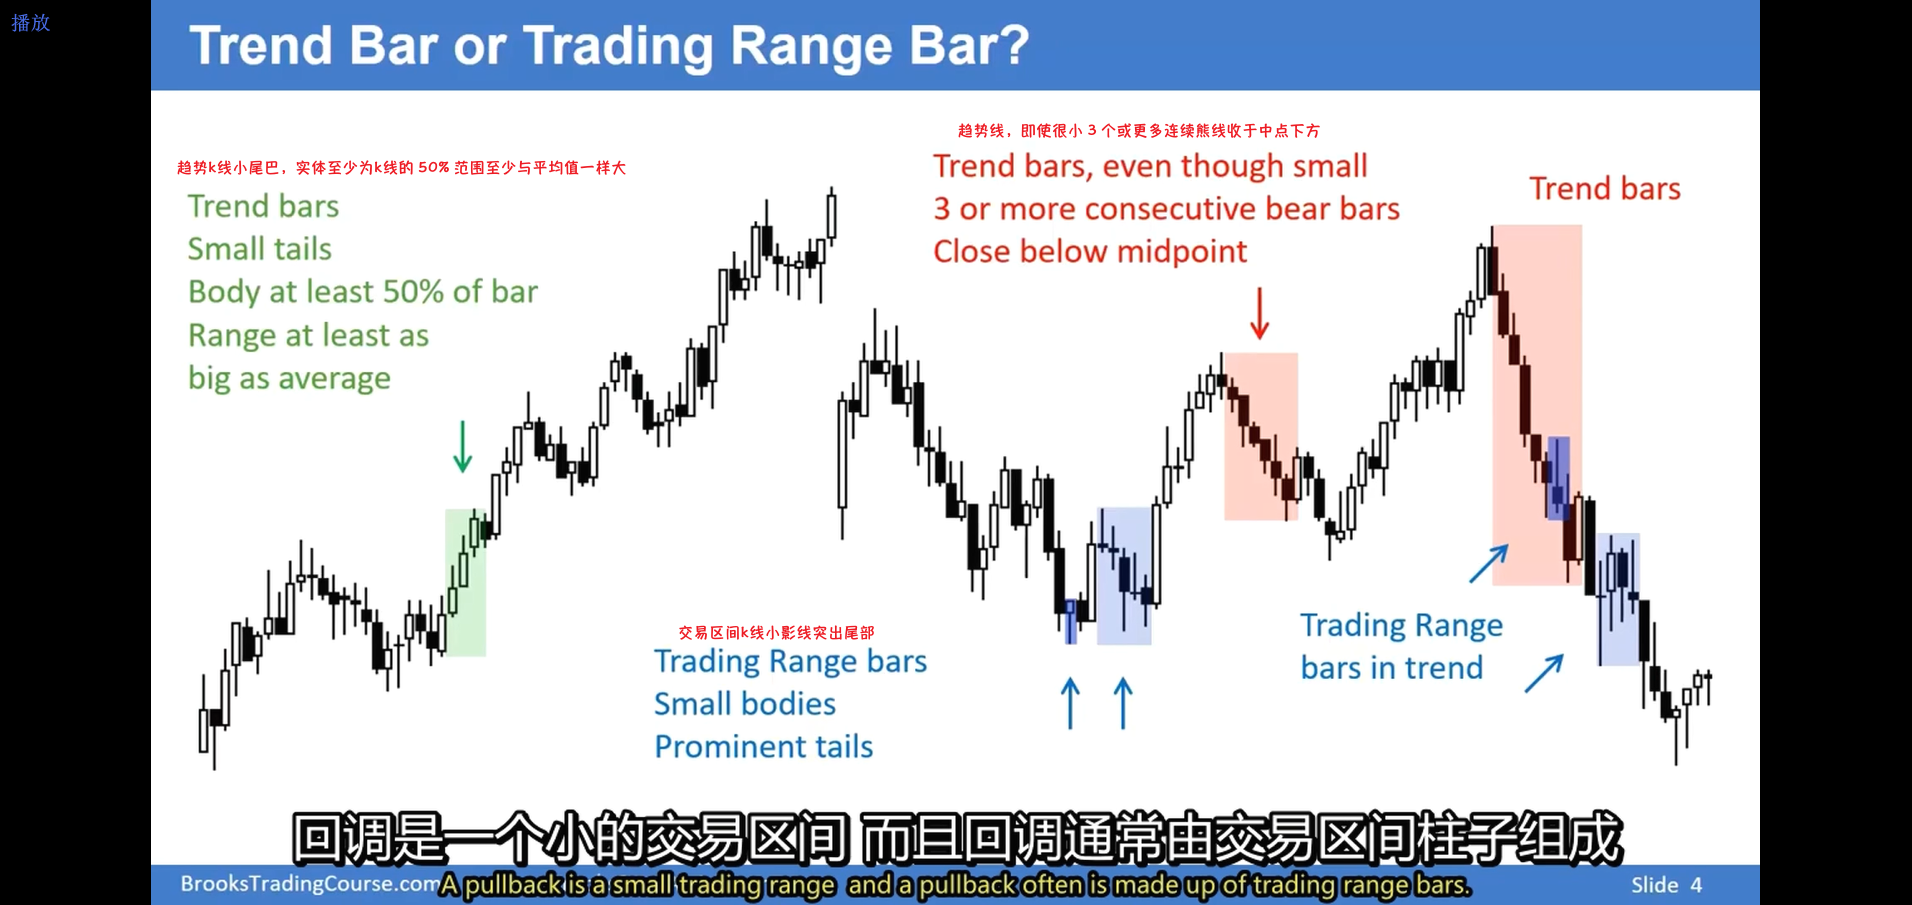 播放
Trend Bar or Trading Range Bar?
趋势k线小尾巴，实体至少为k线的 50% 范围至少与平均值一样大
Trend bars
Small tails
Body at least 50% of bar
Range at least as
big as average
趋势线，即使很小 3 个或更多连续熊线收于中点下方
Trend bars, even though small
3 or more consecutive bear bars
Close below midpoint
Trend bars
交易区间k线小影线突出尾部
Trading Range bars
Small bodies
Prominent tails
Trading Range
bars in trend
回调是一个小的交易区间 而且回调通常由交易区间柱子组成
BrooksTradingCourse.com
A pullback is a small trading range and a pullback often is made up of trading range bars.
Slide 4